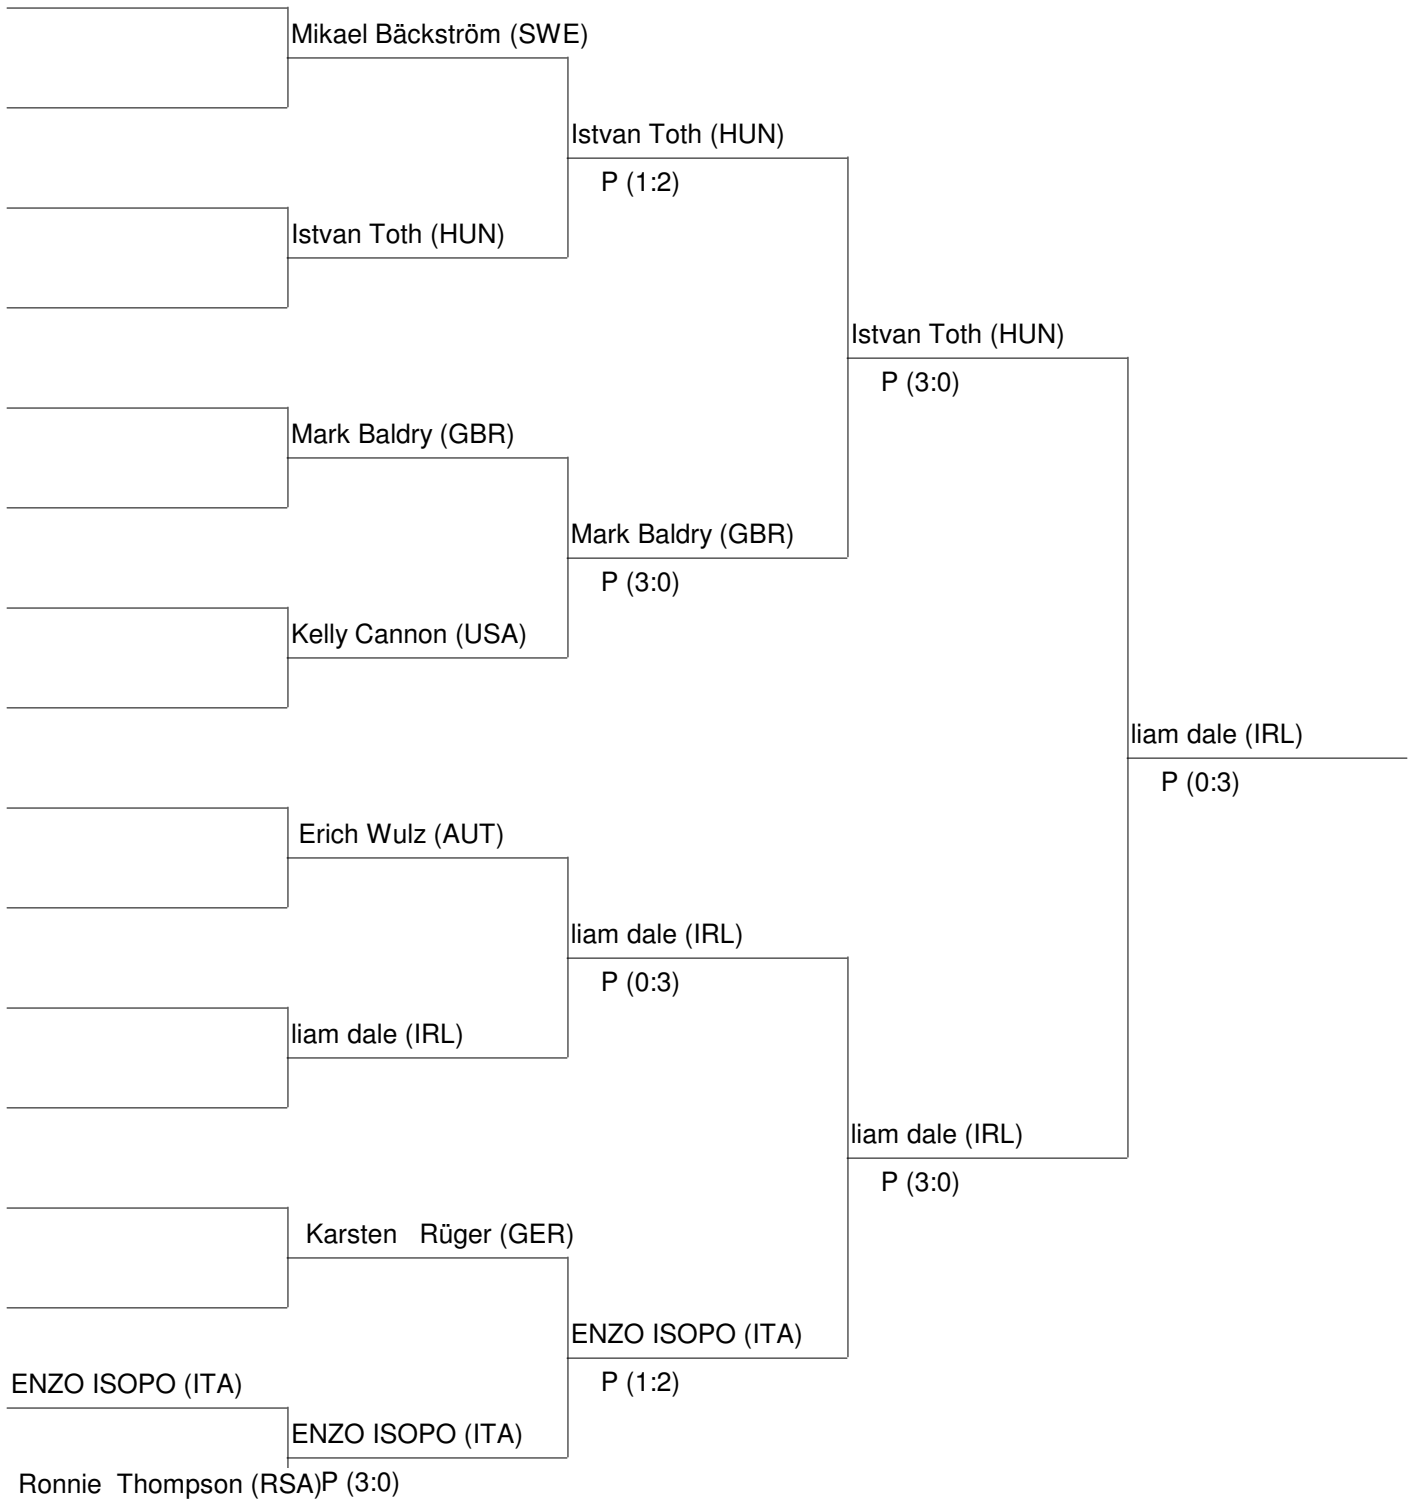 Mikael Bäckström (SWE)
Istvan Toth (HUN)
P (1:2)
Istvan Toth (HUN)
Istvan Toth (HUN)
P (3:0)
Mark Baldry (GBR)
Mark Baldry (GBR)
P (3:0)
Kelly Cannon (USA)
liam dale (IRL)
P (0:3)
Erich Wulz (AUT)
liam dale (IRL)
P (0:3)
liam dale (IRL)
liam dale (IRL)
P (3:0)
Karsten Rüger (GER)
ENZO ISOPO (ITA)
P (1:2)
ENZO ISOPO (ITA)
ENZO ISOPO (ITA)
Ronnie Thompson (RSA)P (3:0)